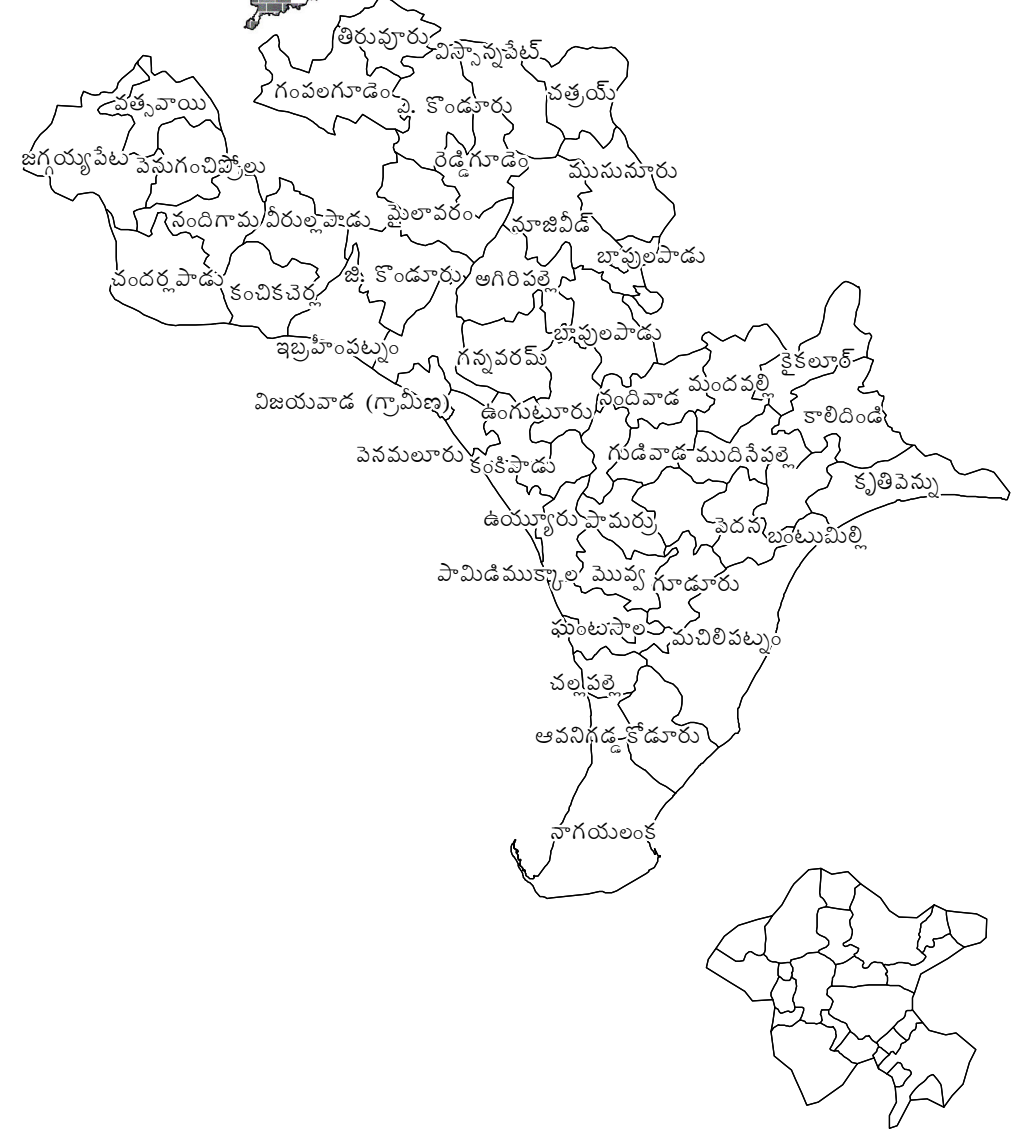 తిరువూరు
విస్సాన్నపేట్
గంపలగూడెం
చత్రయ్
వత్సవాయి
కొండూరు
జగ్గయ్యపేట
పెనుగంచిప్రోలు
రెడ్డిగూడెం
ముసునూరు
నందిగామ
వీరుల్లపాడు
మైలావరం
నూజివీడ్
బాపులపాడు
చందర్లపాడు
కంచికచెర్ల
జి. కొండూరు
అగిరిపల్లె
ఇబ్రహీంపట్నం
గన్నవరమ్
బాపులపాడు
కైకలూర్
విజయవాడ (గ్రామీణ)
ఉంగుటూరు
నందివాడ
మందవల్లి
కాలిదిండి
పెనమలూరు
కంకిపాడు
గుడివాడ
ముదినేపల్లె
కృతివెన్ను
ఉయ్యూరు
పామర్రు
పెదన
బంటుమిల్లి
పామిడిముక్కాల
మొవ్వ
గూడూరు
ఘంటసాల
మచిలిపట్నం
చల్లపల్లె
ఆవనిగడ్డ
కోడూరు
నాగయలంక